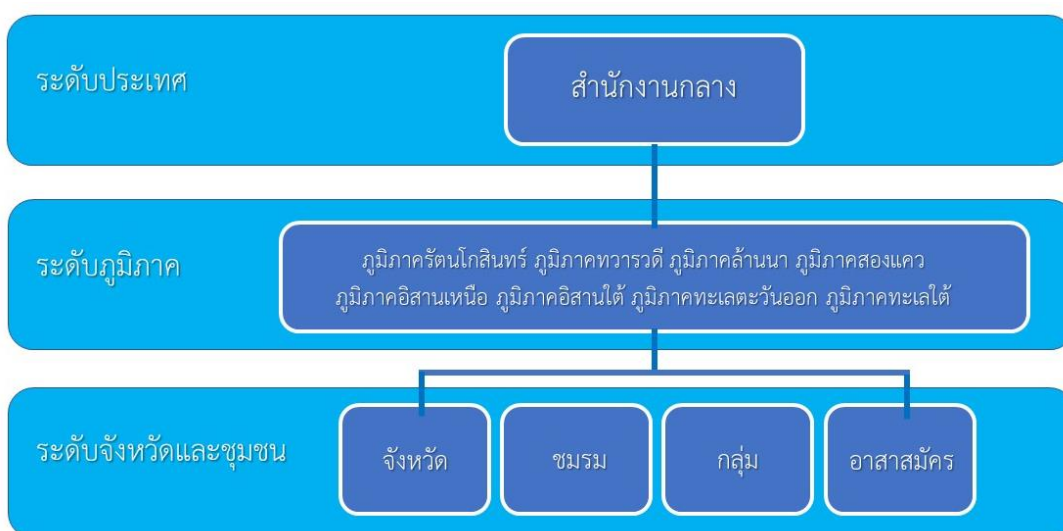 ระดับประเทศ
สำนักงานกลาง
ระดับภูมิภาค
ภูมิภาครัตนโกสินทร์ ภูมิภาคทวารวดี ภูมิภาคล้านนา ภูมิภาคสองแคว
ภูมิภาคอิสานเหนือ ภูมิภาคอิสานใต้ ภูมิภาคทะเลตะวันออก ภูมิภาคทะเลใต้
ระดับจังหวัดและชุมชน
จังหวัด
ชมรม
กลุ่ม
อาสาสมัคร